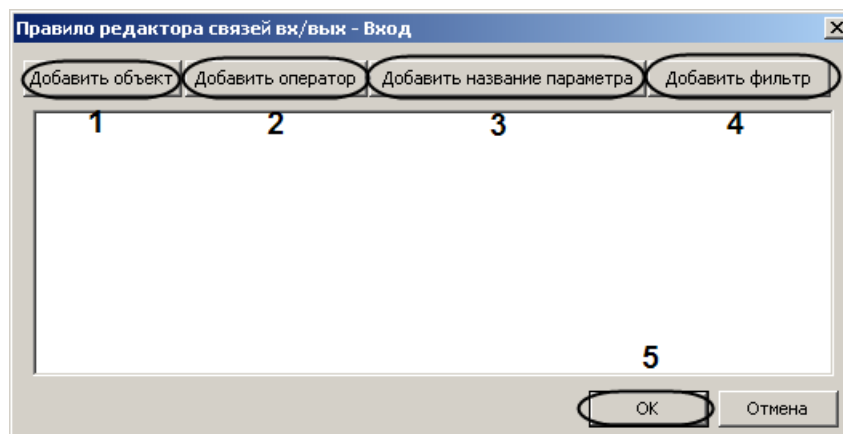 Правило редактора связей вх/вых - Вход
Добавить объект Добавить оператор Добавить название параметра Добавить фильтр
1 2 3 4
5
OK Отмена